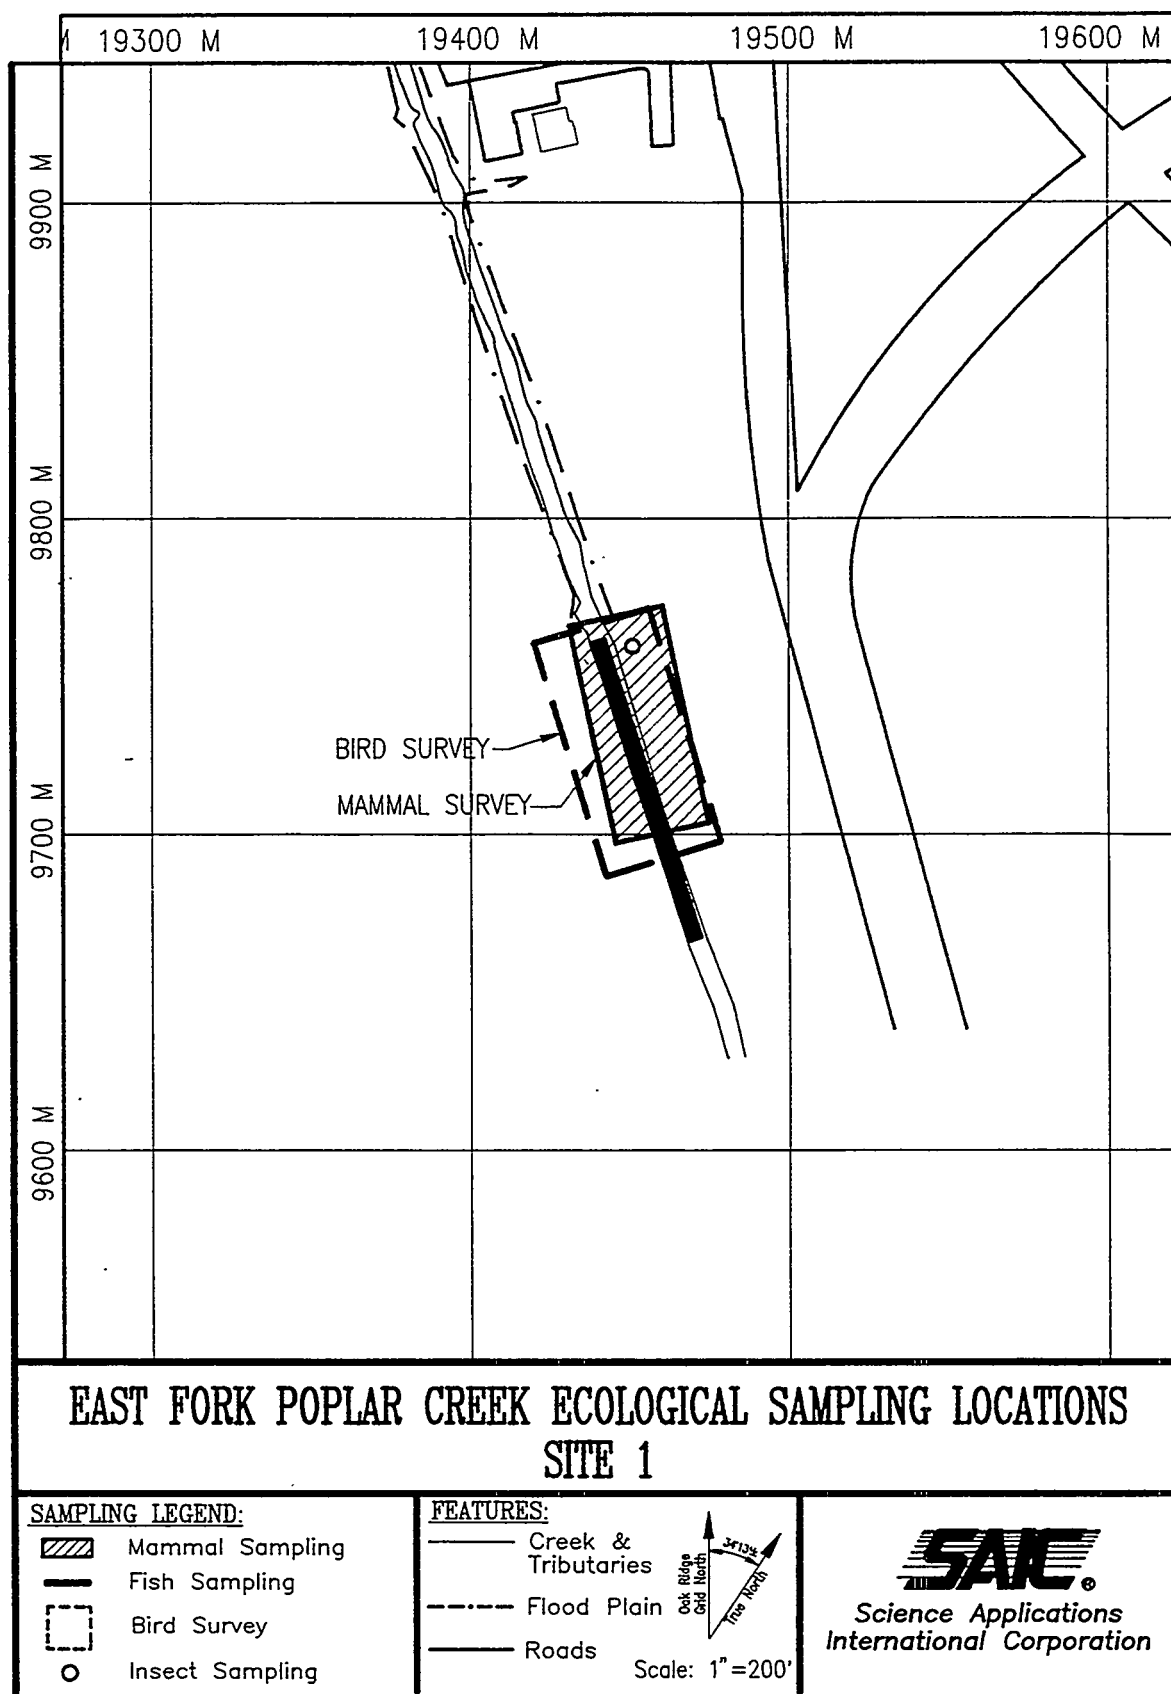 M 19300 M 19400 M 19500 M 19600 M
9900 M
9800 M
9700 M
9600 M
BIRD SURVEY
MAMMAL SURVEY
EAST FORK POPLAR CREEK ECOLOGICAL SAMPLING LOCATIONS
SITE 1
SAMPLING LEGEND:
Mammal Sampling
Fish Sampling
Bird Survey
Insect Sampling
FEATURES:
Creek &
Tributaries
Flood Plain
Roads
Oak Ridge
Grid North
True North
Scale: 1"=200'
SAIC®
Science Applications
International Corporation